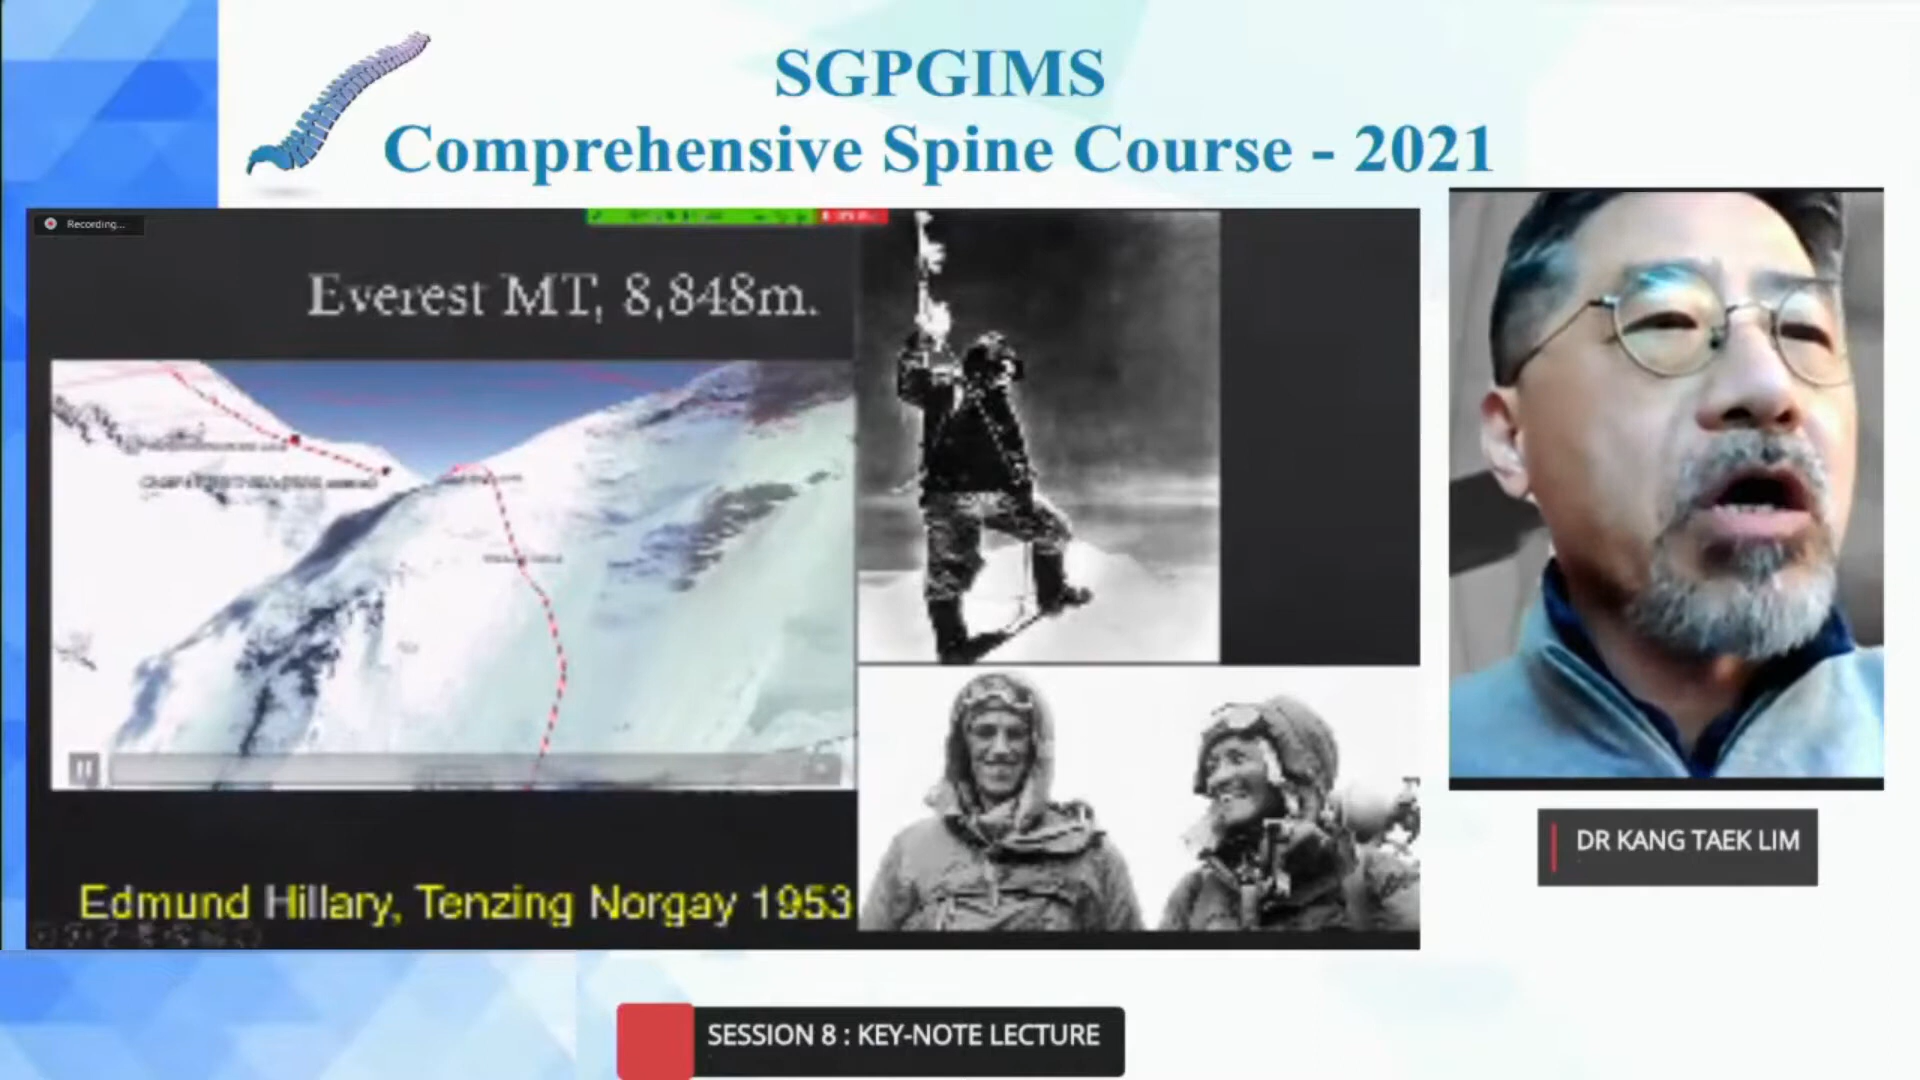 SGPGIMS
Comprehensive Spine Course - 2021
Recording...
Everest MT, 8,848m.
Edmund Hillary, Tenzing Norgay 1953
DR KANG TAEK LIM
SESSION 8 : KEY-NOTE LECTURE